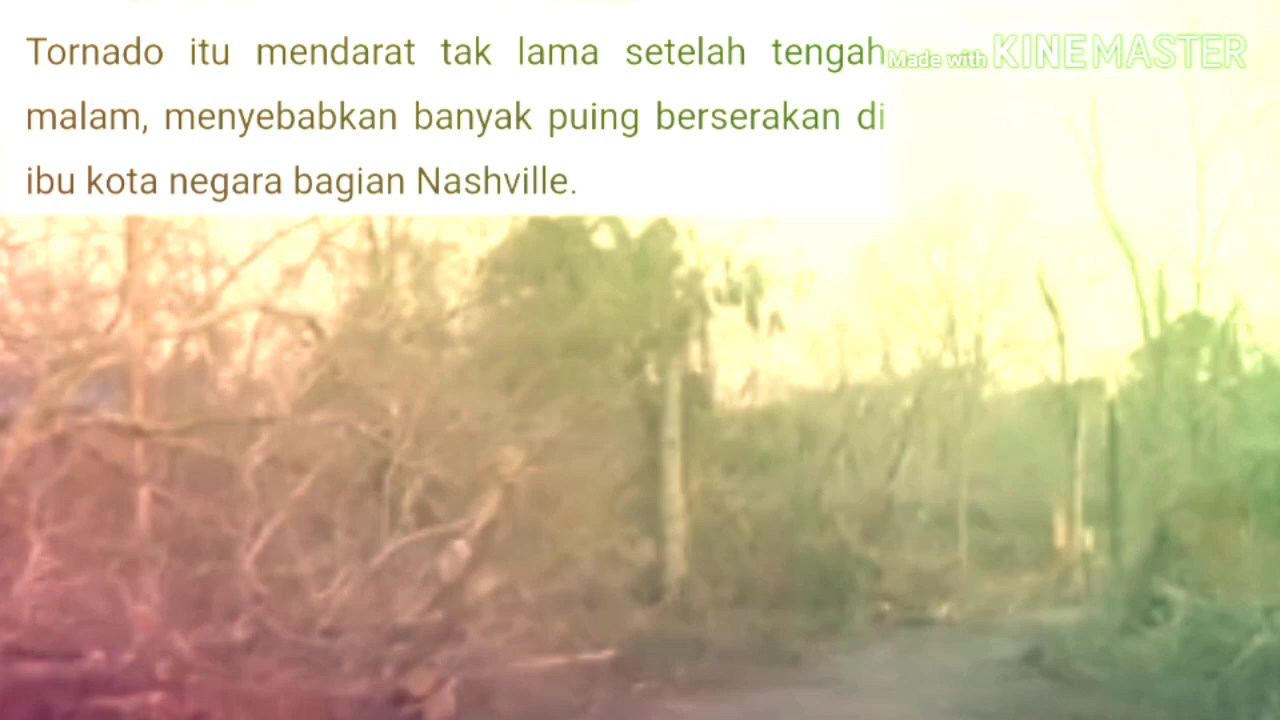 Tornado itu mendarat tak lama setelah tengah
malam, menyebabkan banyak puing berserakan di
ibu kota negara bagian Nashville.
Made with KINEMASTER